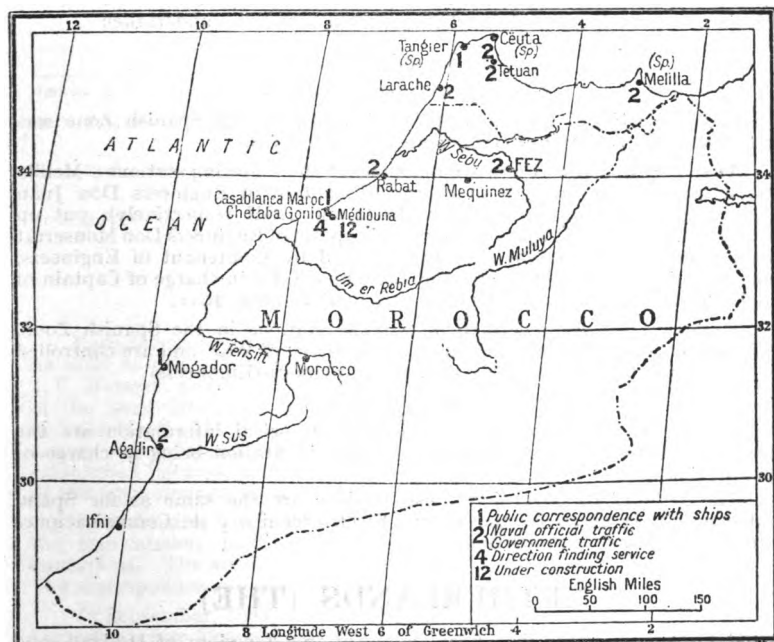 12 10 8 6 4 2
Ceuta
(Sp)
Tangier
(Sp)
1
2
2
Tetuan
(Sp.)
Melilla
2
Larache
2
ATLANTIC
OCEAN
34
34
W. Sebu
2
FEZ
2
Rabat
Mequinez
Casablanca Maroc
1
Chetaba Gonio
Médiouna
4
12
Um er Rebia
W. Muluya
MOROCCO
32
32
W. Tensift
1
Mogador
Morocco
2
Agadir
W. Sus
30
30
Ifni
1 Public correspondence with ships
2 Naval official traffic
Government traffic
4 Direction finding service
12 Under construction
English Miles
0 50 100 150
10 8 Longitude West 6 of Greenwich 4 2